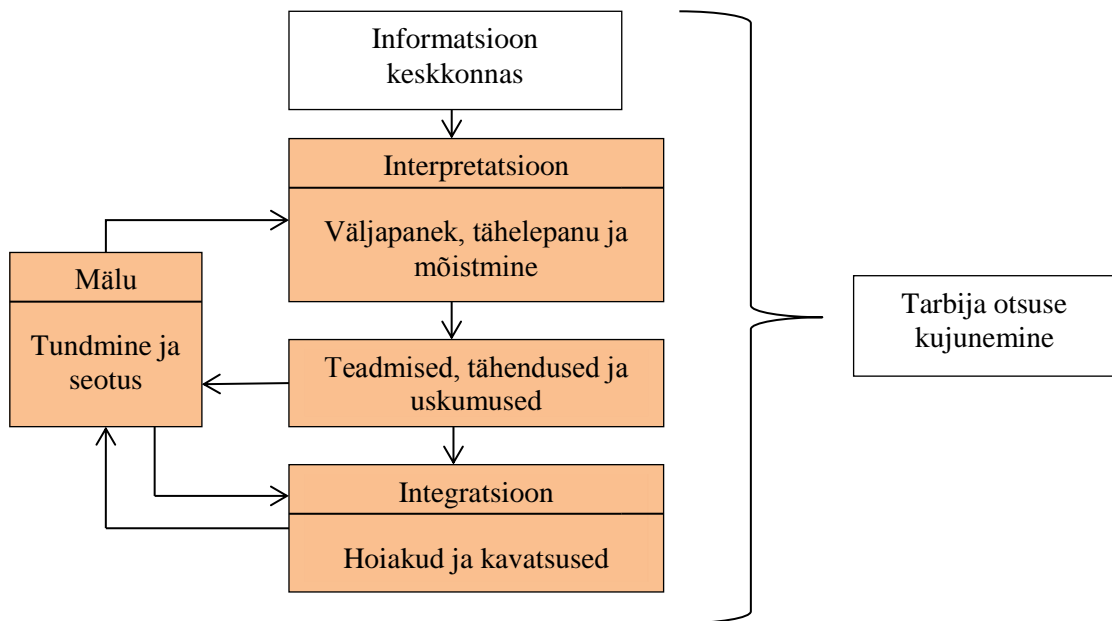 Informatsioon
keskkonnas
Interpretatsioon
Väljapanek, tähelepanu ja
mõistmine
Mälu
Tundmine ja
seotus
Teadmised, tähendused ja
uskumused
Integratsioon
Hoiakud ja kavatsused
Tarbija otsuse
kujunemine